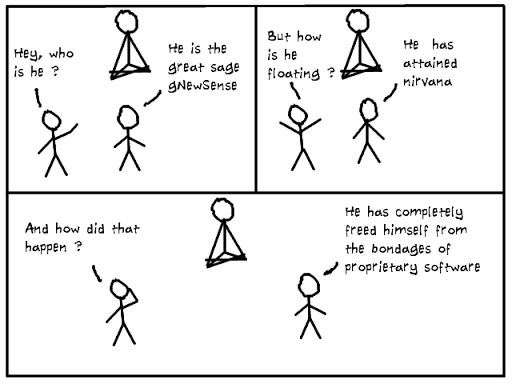 Hey, who
is he ?
He is the
great sage
gNewSense
But how
is he
floating ?
He has
attained
nirvana
And how did that
happen ?
He has completely
freed himself from
the bondages of
proprietary software